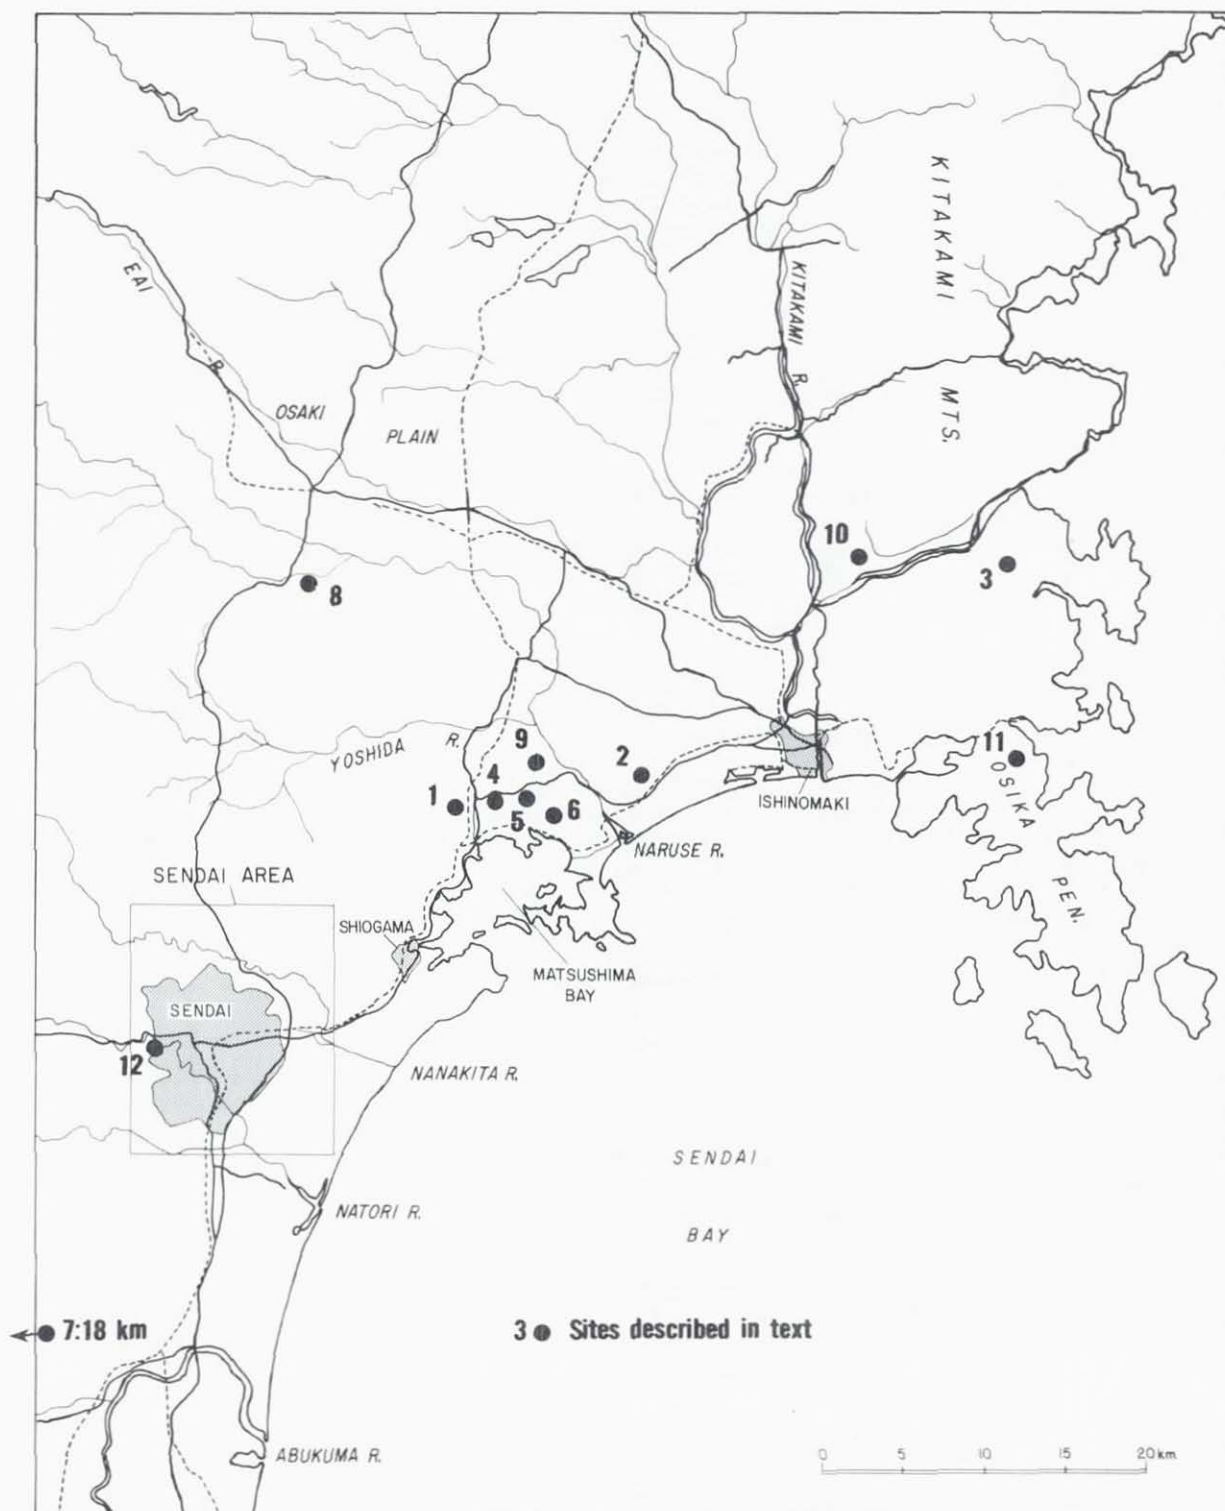 KITAKAMI
MTS.
EAI
R.
KITAKAMI
R.
OSAKI
PLAIN
10
3
8
YOSHIDA
R.
9
2
11
4
1
5
6
ISHINOMAKI
OSIKA
PEN.
NARUSE R.
SENDAI AREA
SHIOGAMA
MATSUSHIMA
BAY
SENDAI
12
NANAKITA R.
SENDAI
BAY
NATORI R.
7:18 km
3 Sites described in text
ABUKUMA R.
0 5 10 15 20 km